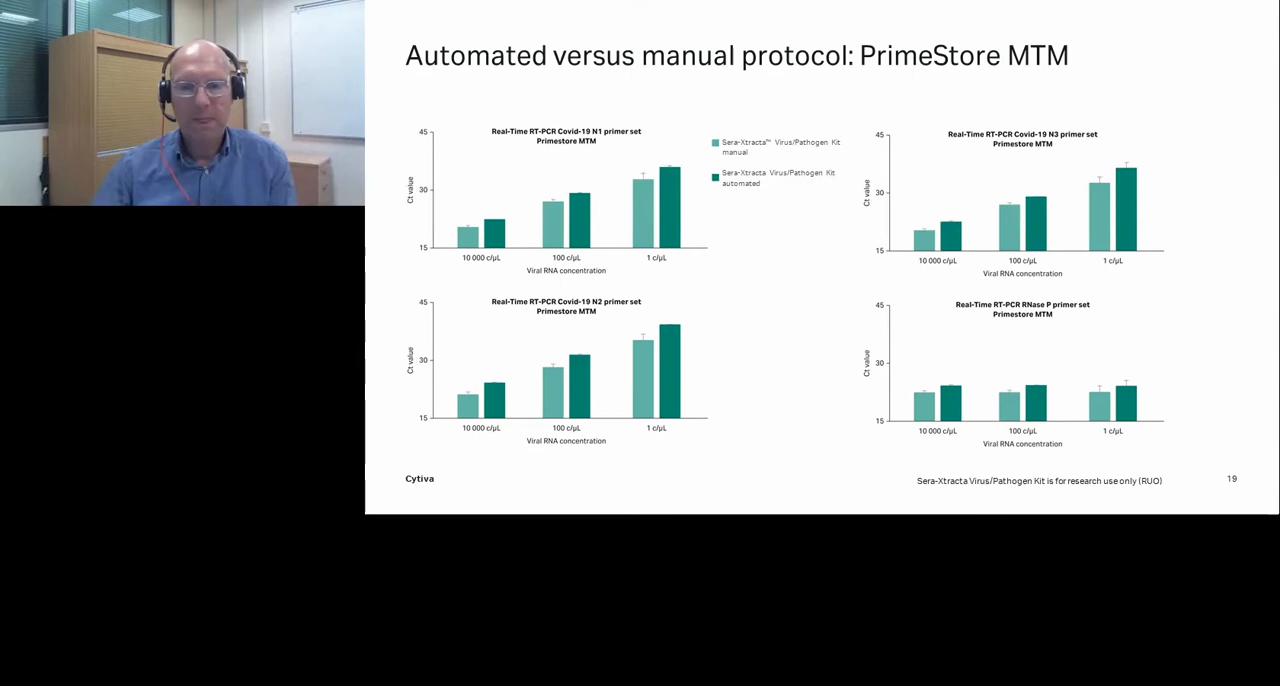 Automated versus manual protocol: PrimeStore MTM
Real-Time RT-PCR Covid-19 N1 primer set
Primestore MTM
45
30
15
Ct value
10 000 c/µL
100 c/µL
1 c/µL
Viral RNA concentration
Sera-Xtracta™ Virus/Pathogen Kit
manual
Sera-Xtracta Virus/Pathogen Kit
automated
Real-Time RT-PCR Covid-19 N3 primer set
Primestore MTM
45
30
15
Ct value
10 000 c/µL
100 c/µL
1 c/µL
Viral RNA concentration
Real-Time RT-PCR Covid-19 N2 primer set
Primestore MTM
45
30
15
Ct value
10 000 c/µL
100 c/µL
1 c/µL
Viral RNA concentration
Real-Time RT-PCR RNase P primer set
Primestore MTM
45
30
15
Ct value
10 000 c/µL
100 c/µL
1 c/µL
Viral RNA concentration
Cytiva
Sera-Xtracta Virus/Pathogen Kit is for research use only (RUO)
19